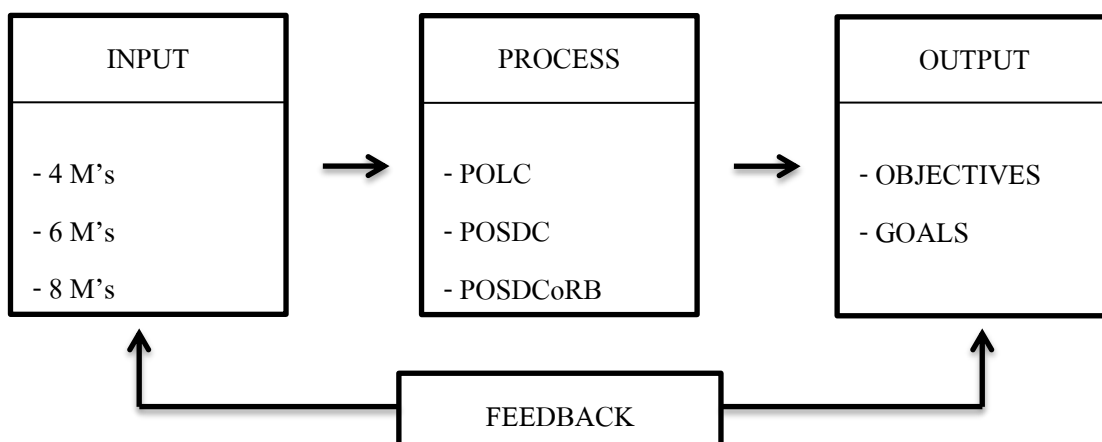 INPUT
- 4 M’s
- 6 M’s
- 8 M’s
PROCESS
- POLC
- POSDC
- POSDCoRB
OUTPUT
- OBJECTIVES
- GOALS
FEEDBACK